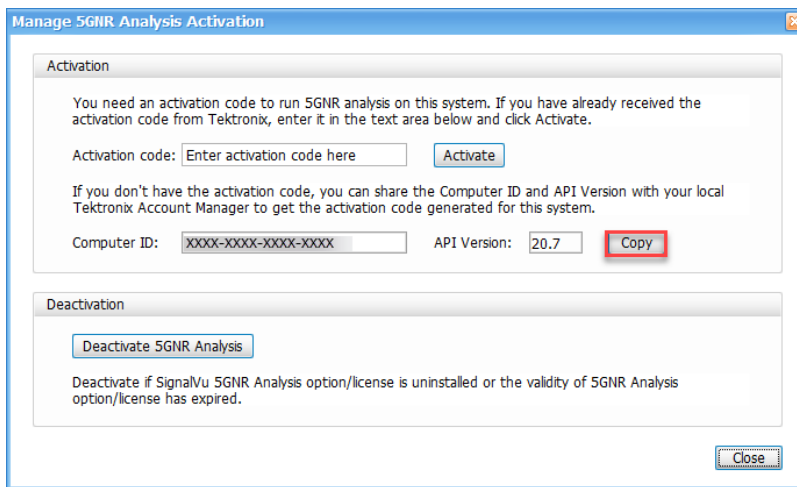 Manage 5GNR Analysis Activation
Activation
You need an activation code to run 5GNR analysis on this system. If you have already received the
activation code from Tektronix, enter it in the text area below and click Activate.
Activation code: Enter activation code here Activate
If you don't have the activation code, you can share the Computer ID and API Version with your local
Tektronix Account Manager to get the activation code generated for this system.
Computer ID: XXXX-XXXX-XXXX-XXXX API Version: 20.7 Copy
Deactivation
Deactivate 5GNR Analysis
Deactivate if SignalVu 5GNR Analysis option/license is uninstalled or the validity of 5GNR Analysis
option/license has expired.
Close